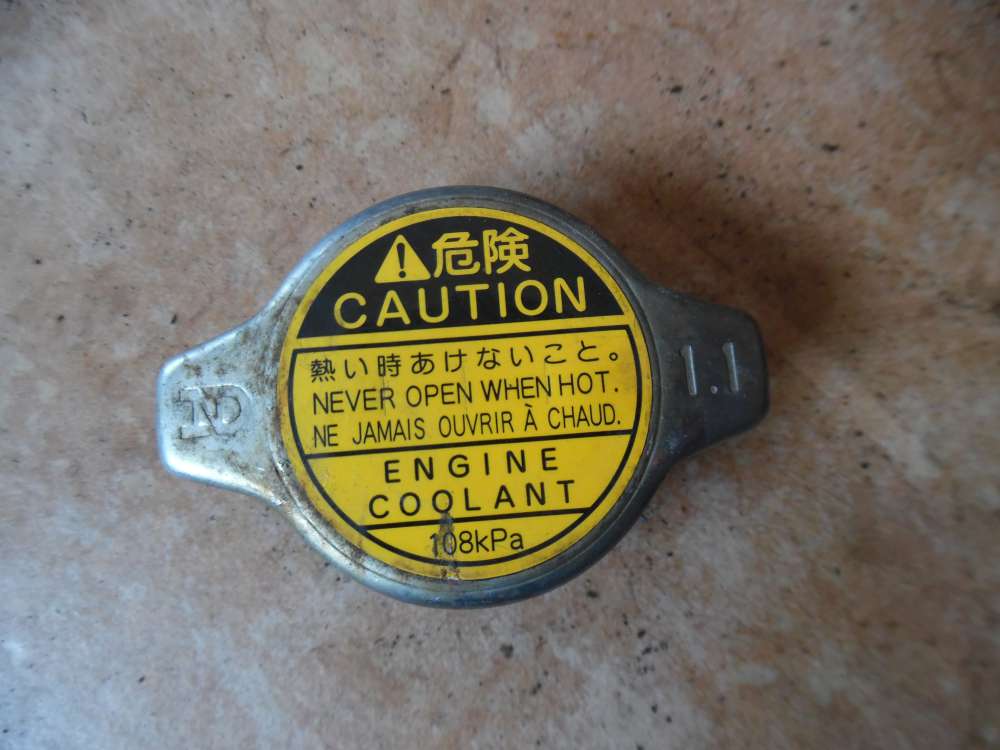 危険
CAUTION
熱い時あけないこと。
NEVER OPEN WHEN HOT.
NE JAMAIS OUVRIR À CHAUD.
ENGINE
COOLANT
108kPa
1.1